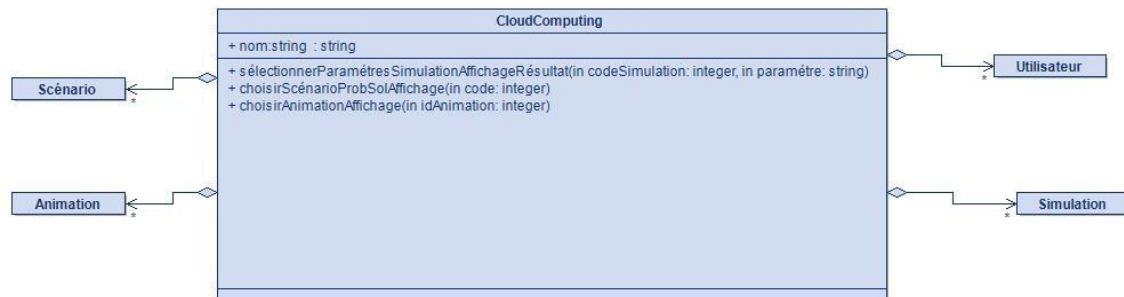 CloudComputing
+ nom:string : string
+ sélectionnerParamétresSimulationAffichageRésultat(in codeSimulation: integer, in paramétre: string)
+ choisirScénarioProbSolAffichage(in code: integer)
+ choisirAnimationAffichage(in idAnimation: integer)
Scénario
*
Utilisateur
*
Animation
*
Simulation
*